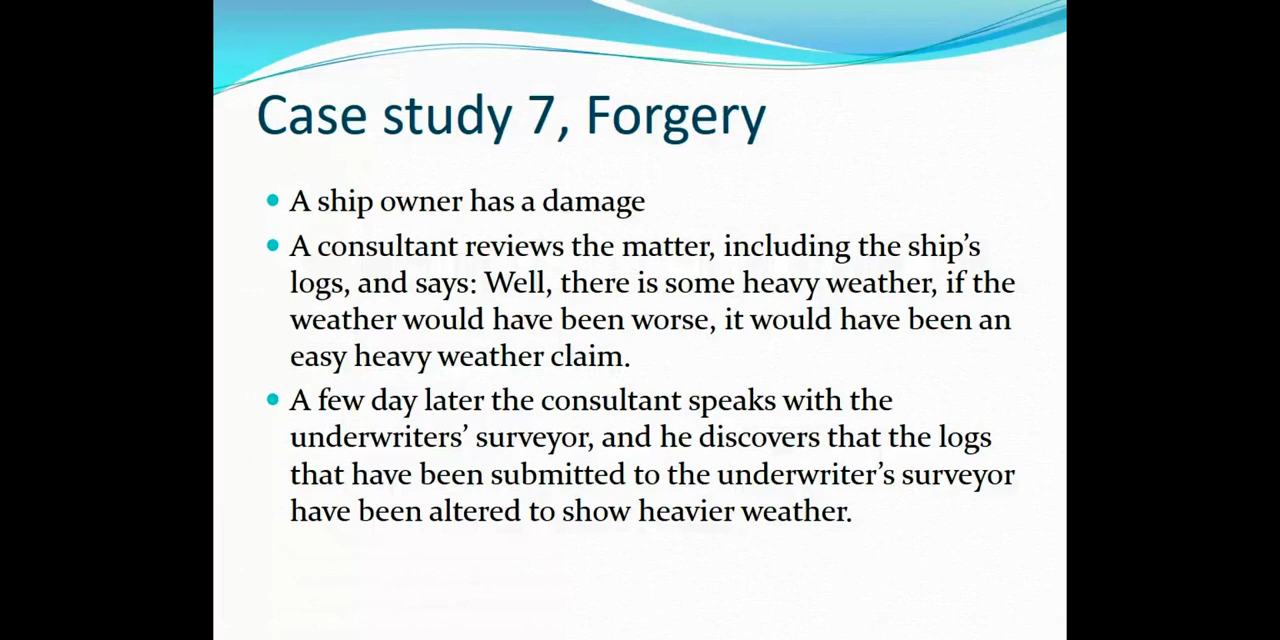 Case study 7, Forgery
A ship owner has a damage
A consultant reviews the matter, including the ship's
logs, and says: Well, there is some heavy weather, if the
weather would have been worse, it would have been an
easy heavy weather claim.
A few day later the consultant speaks with the
underwriters' surveyor, and he discovers that the logs
that have been submitted to the underwriter's surveyor
have been altered to show heavier weather.